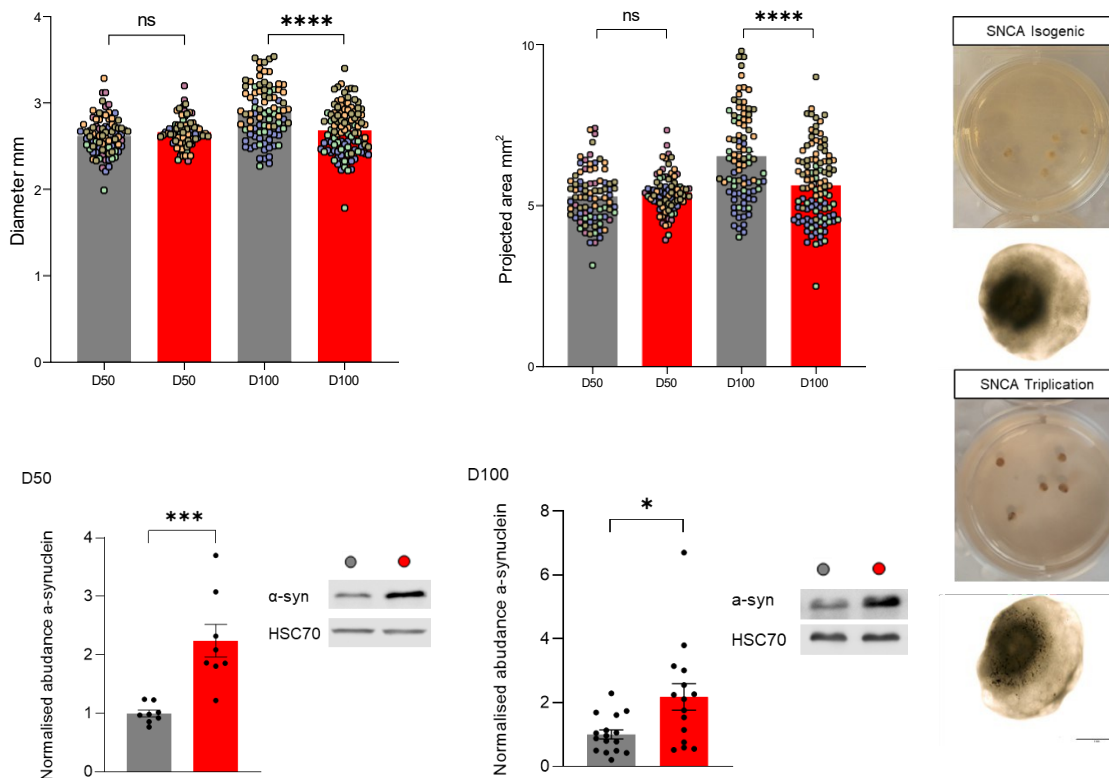 ns
****
4
3
2
1
0
Diameter mm
D50
D50
D100
D100
ns
****
10
5
0
Projected area mm²
D50
D50
D100
D100
SNCA Isogenic
SNCA Triplication
D50
***
4
3
2
1
0
Normalised abudance a-synuclein
α-syn
HSC70
D100
*
8
6
4
2
0
Normalised abundance a-synuclein
a-syn
HSC70